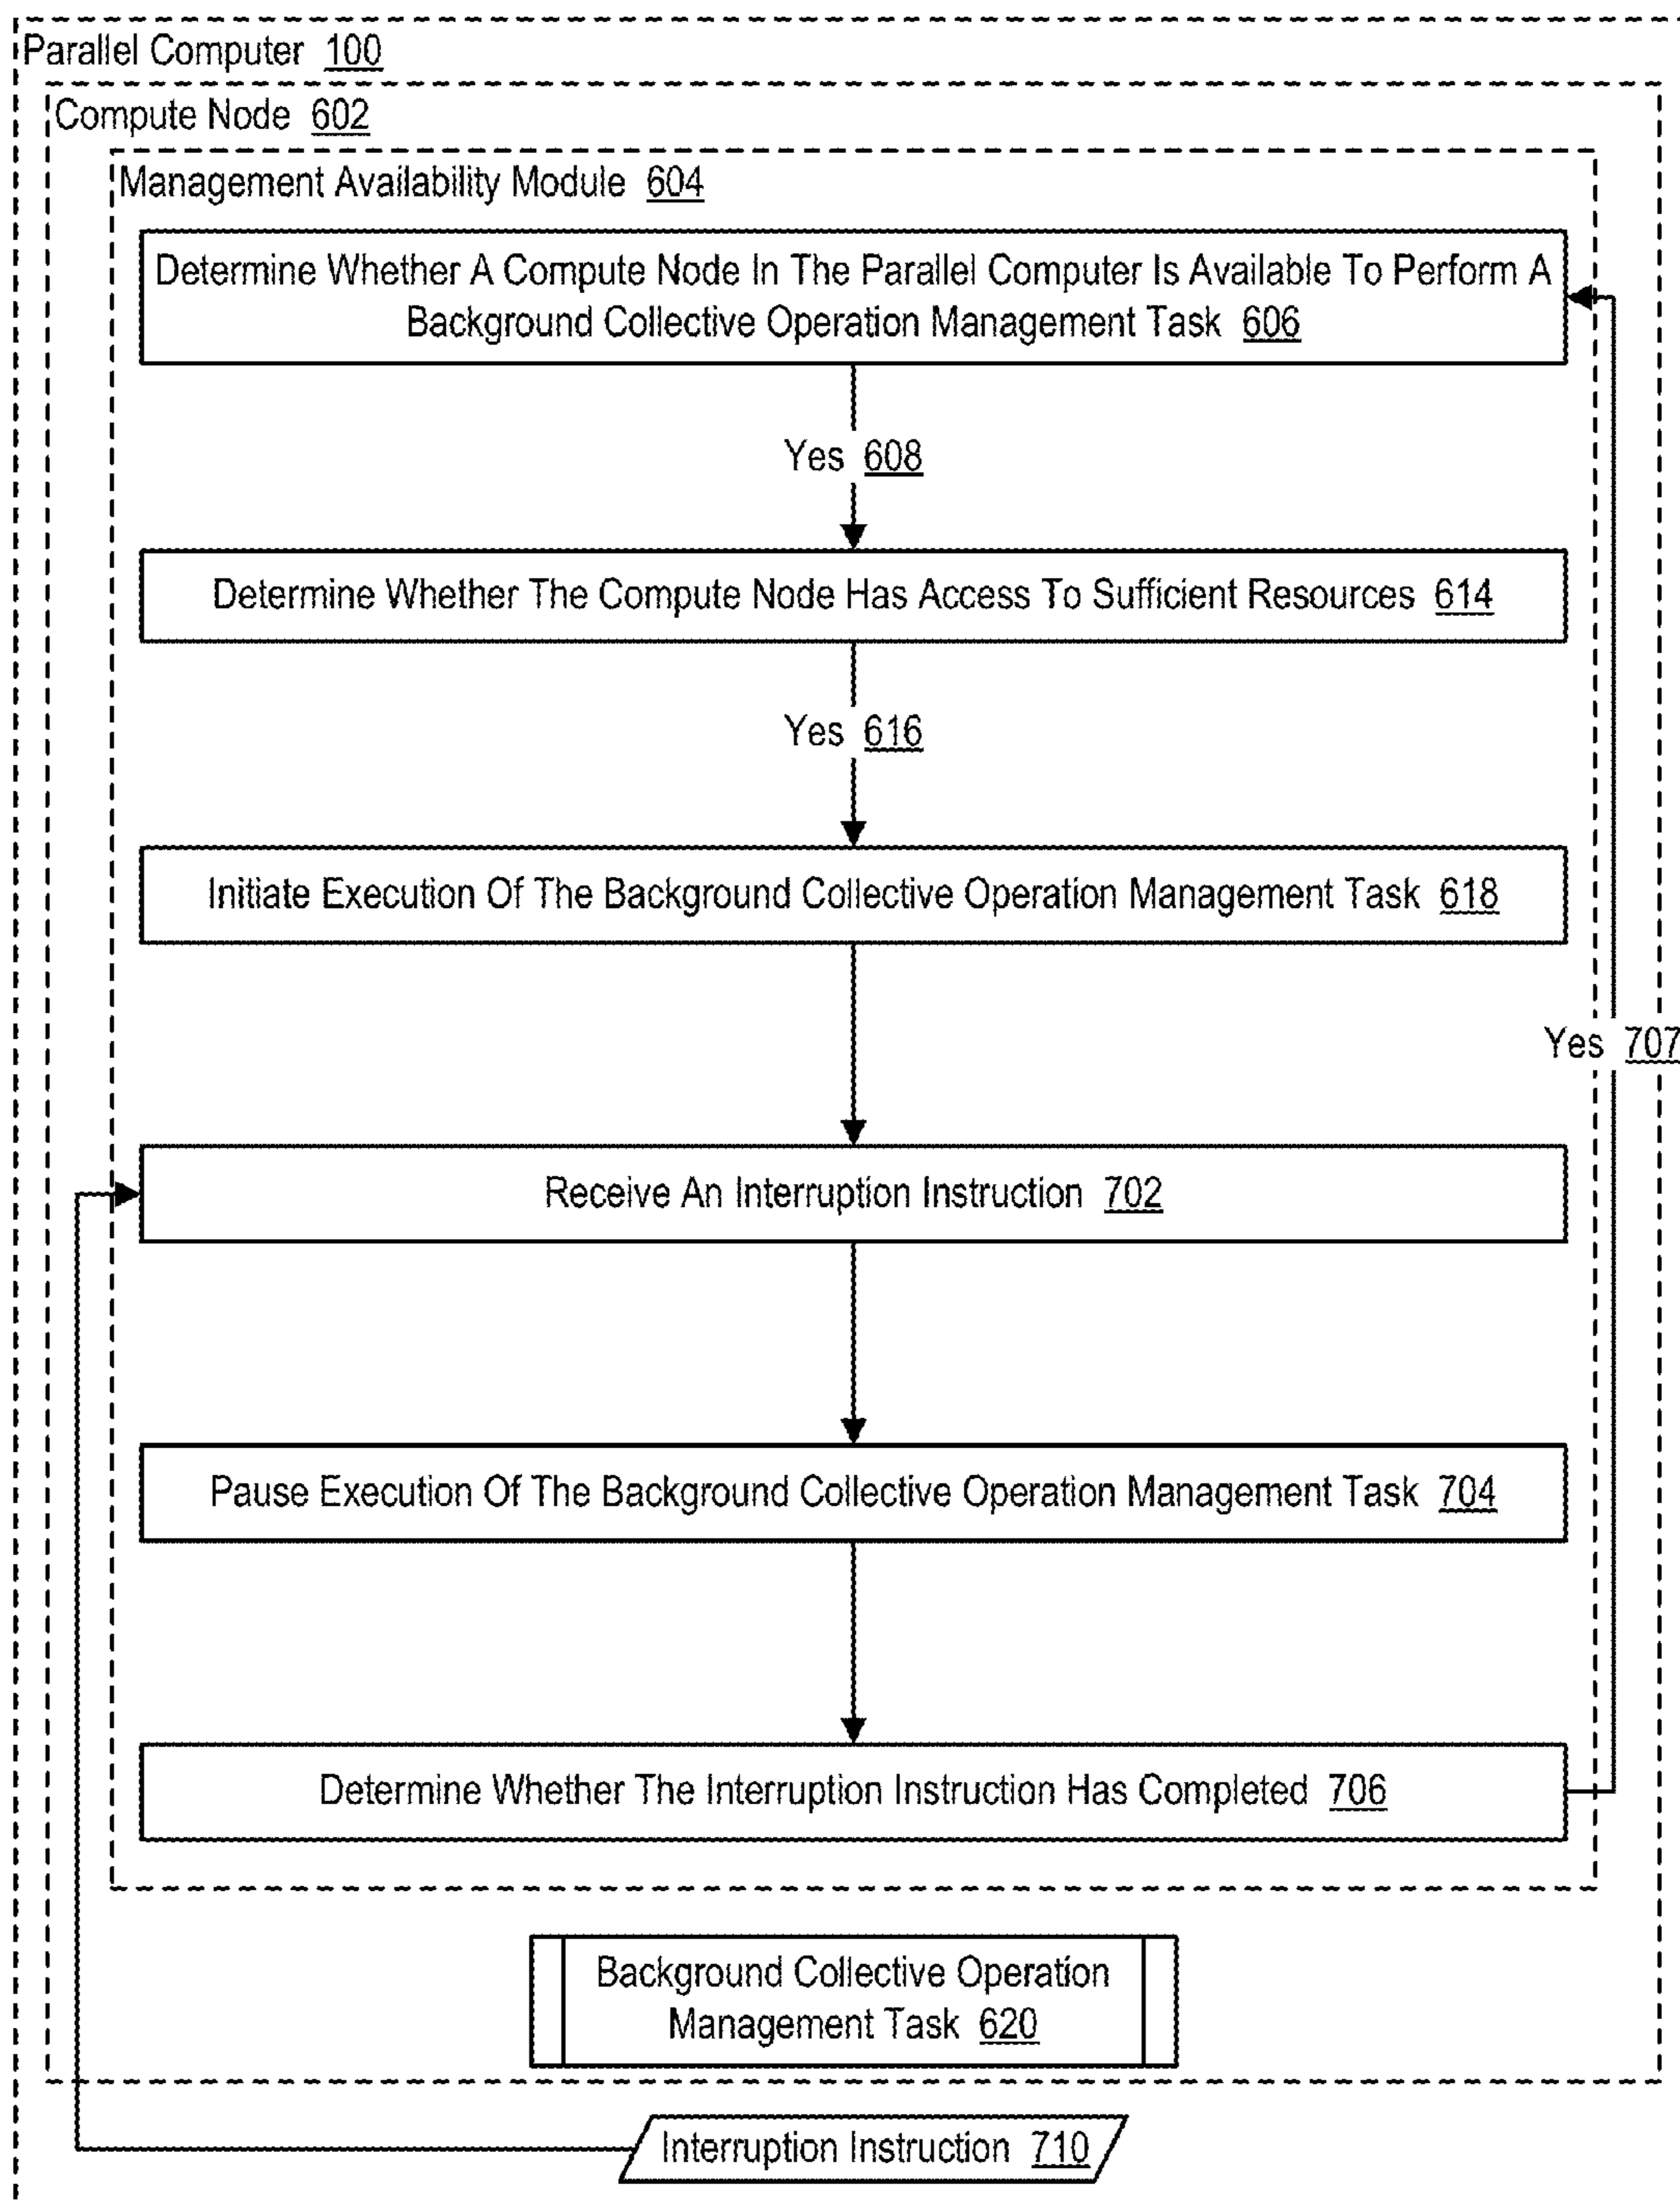 Parallel Computer 100
Compute Node 602
Management Availability Module 604
Determine Whether A Compute Node In The Parallel Computer Is Available To Perform A
Background Collective Operation Management Task 606
Yes 608
Determine Whether The Compute Node Has Access To Sufficient Resources 614
Yes 616
Initiate Execution Of The Background Collective Operation Management Task 618
Yes 707
Receive An Interruption Instruction 702
Pause Execution Of The Background Collective Operation Management Task 704
Determine Whether The Interruption Instruction Has Completed 706
Background Collective Operation
Management Task 620
Interruption Instruction 710